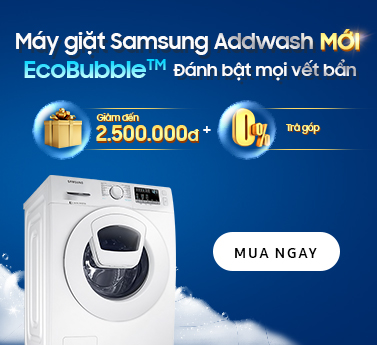 Máy giặt Samsung Addwash MỚI
EcoBubble™ Đánh bật mọi vết bẩn
Giảm đến
2.500.000đ +
0%
Trả góp
SAMSUNG
MUA NGAY